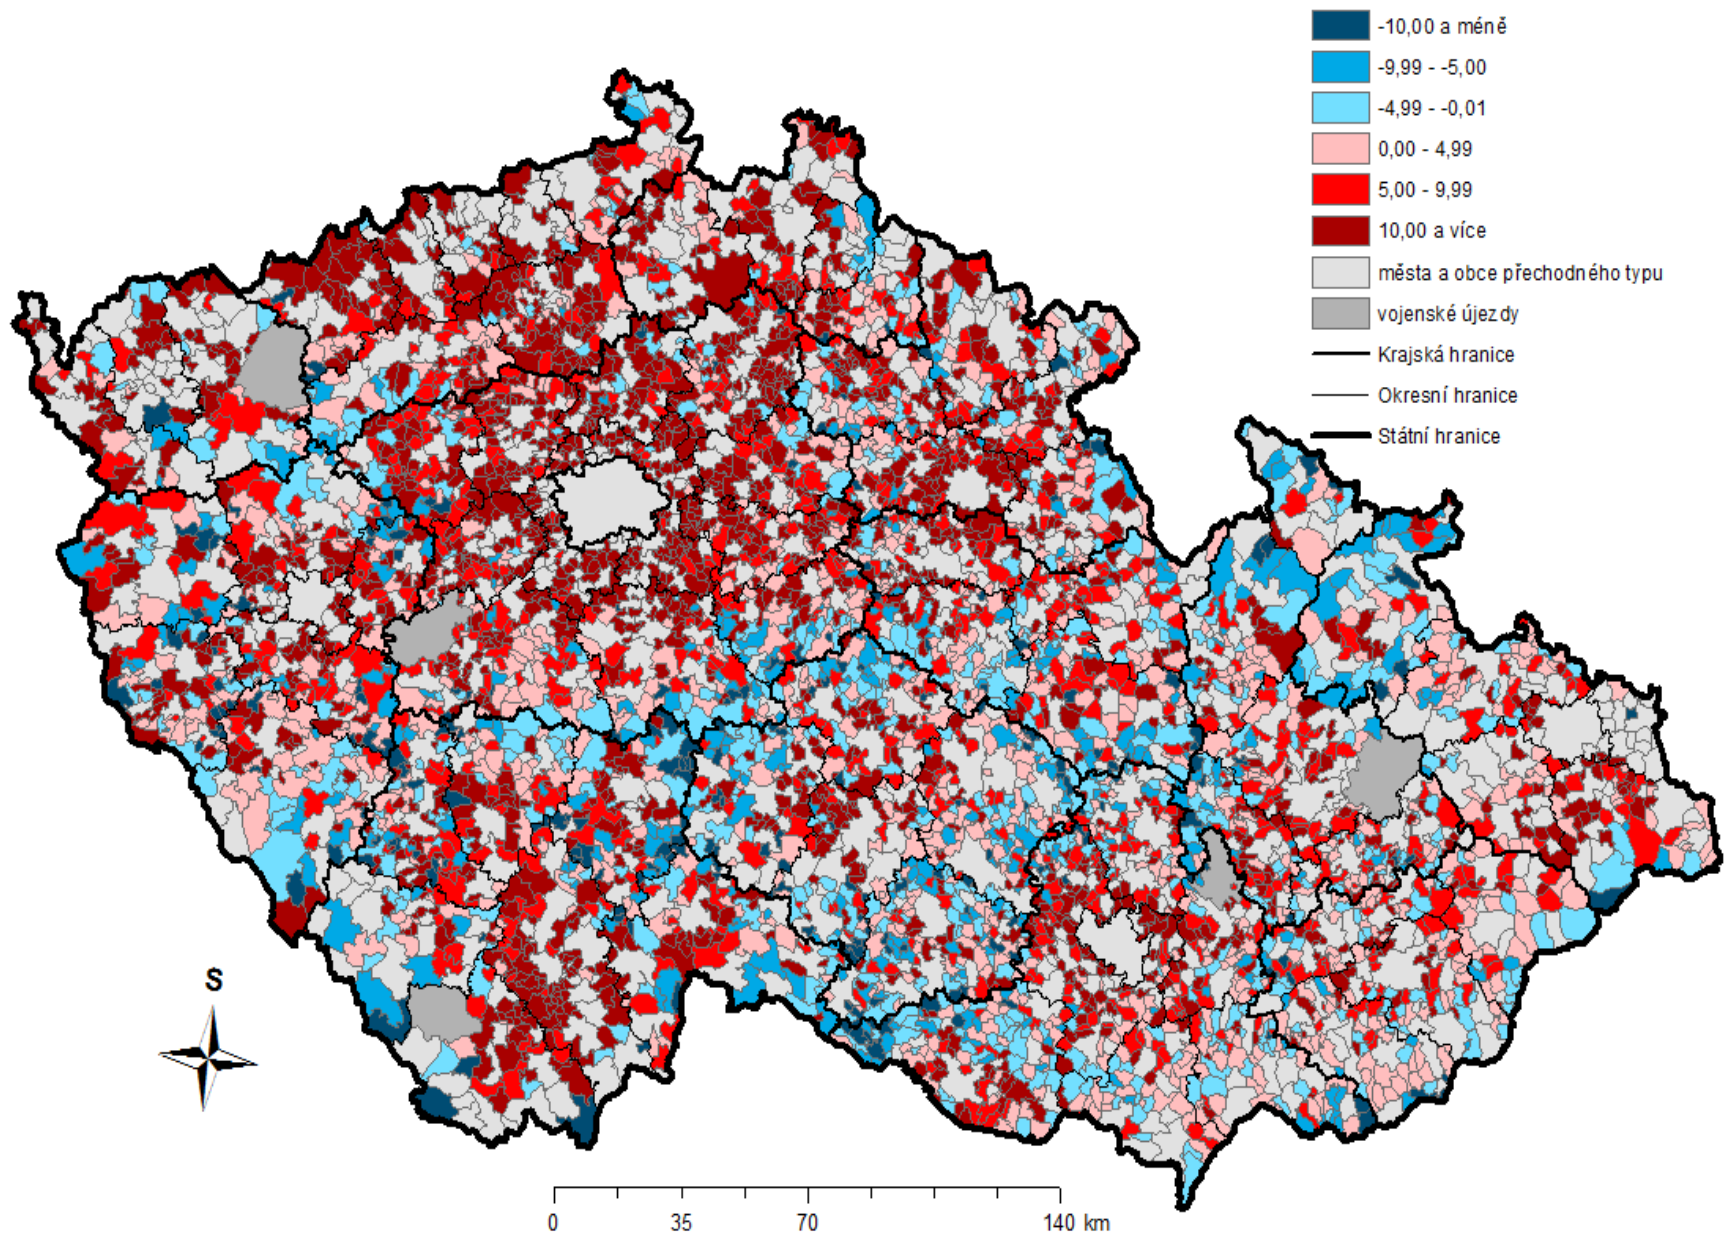 -10,00 a méně
-9,99 - -5,00
-4,99 - -0,01
0,00 - 4,99
5,00 - 9,99
10,00 a více
města a obce přechodného typu
vojenské újezdy
Krajská hranice
Okresní hranice
Státní hranice
S
0 35 70 140 km